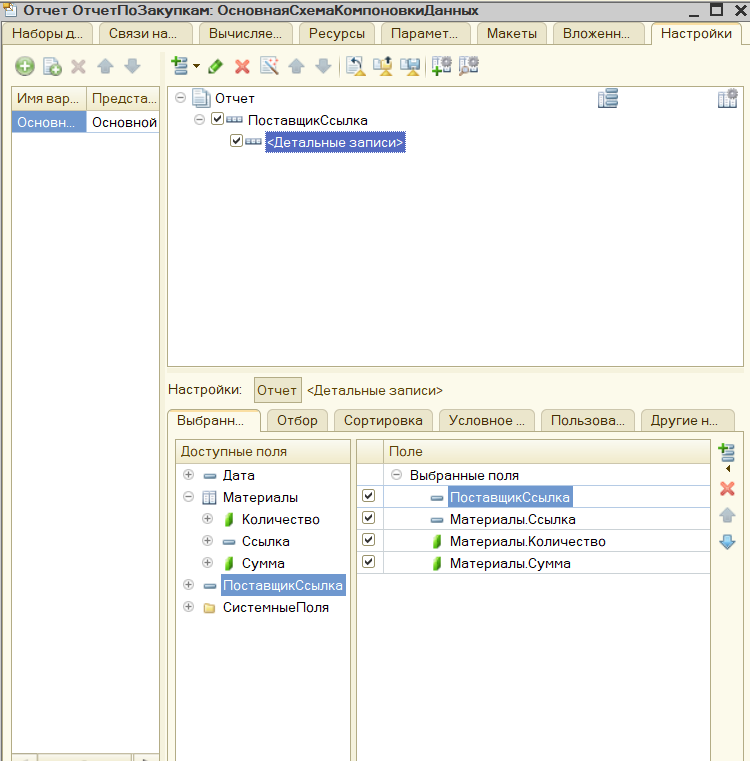 Отчет ОтчетПоЗакупкам: ОсновнаяСхемаКомпоновкиДанных
Наборы д... Связи на... Вычисляе... Ресурсы Парамет... Макеты Вложенн... Настройки
Имя вар... Предста...
Основн... Основной
Отчет
ПоставщикСсылка
<Детальные записи>
Настройки: Отчет <Детальные записи>
Выбранн... Отбор Сортировка Условное ... Пользова... Другие н...
Доступные поля
Дата
Материалы
Количество
Ссылка
Сумма
ПоставщикСсылка
СистемныеПоля
Поле
Выбранные поля
ПоставщикСсылка
Материалы.Ссылка
Материалы.Количество
Материалы.Сумма